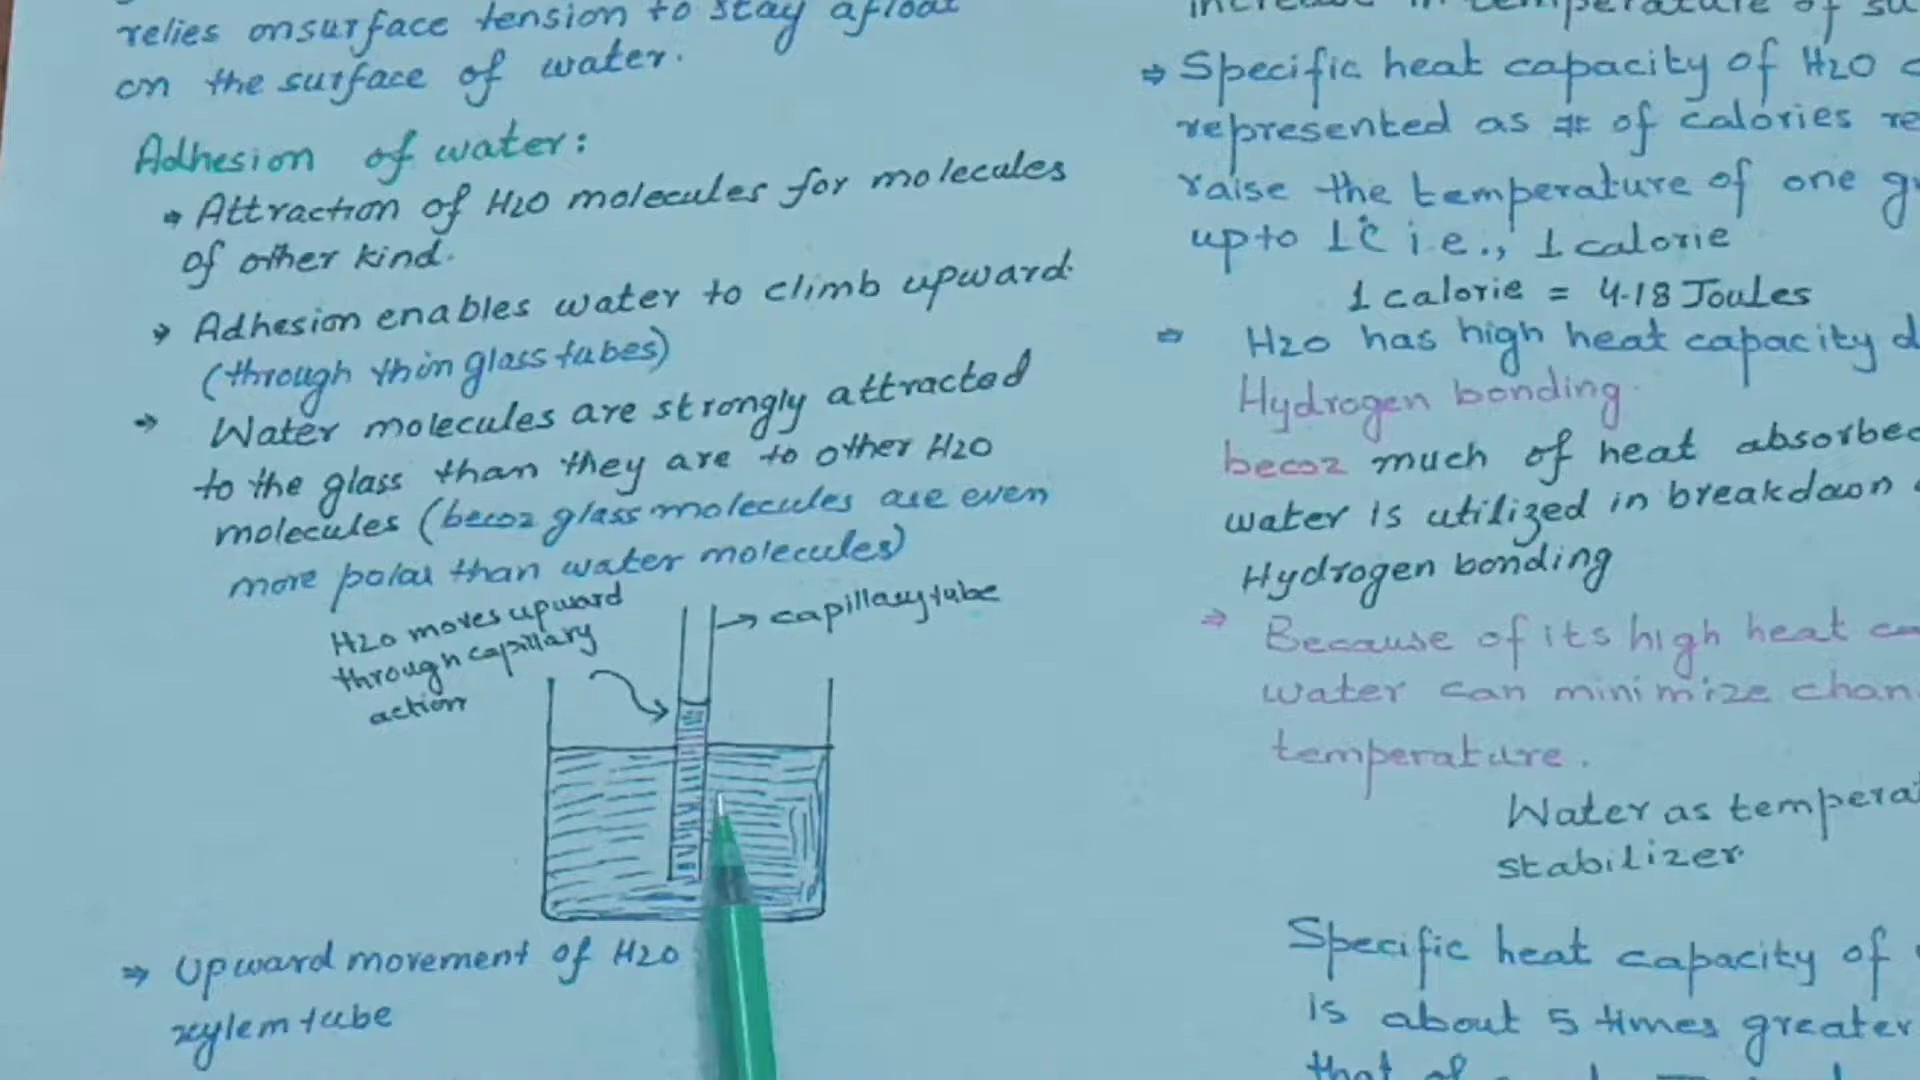 relies on surface tension to stay afloat
on the surface of water.
Adhesion of water:
→ Attraction of H2O molecules for molecules
of other kind.
→ Adhesion enables water to climb upward.
(through thin glass tubes)
→ Water molecules are strongly attracted
to the glass than they are to other H2O
molecules (becoz glass molecules are even
more polar than water molecules)
H2O moves upward
through capillary
action
→ capillary tube
⇒ Upward movement of H2O
xylem tube
temperature of
⇒ Specific heat capacity of H2O
represented as # of calories
raise the temperature of one
upto 1°C i.e., 1 calorie
1 calorie = 4.18 Joules
⇒ H2O has high heat capacity
Hydrogen bonding.
becoz much of heat absorbed
water is utilized in breakdown
Hydrogen bonding
⇒ Because of its high heat
water can minimize
temperature.
Water as
stabilizer.
Specific heat capacity of
is about 5 times greater
that of